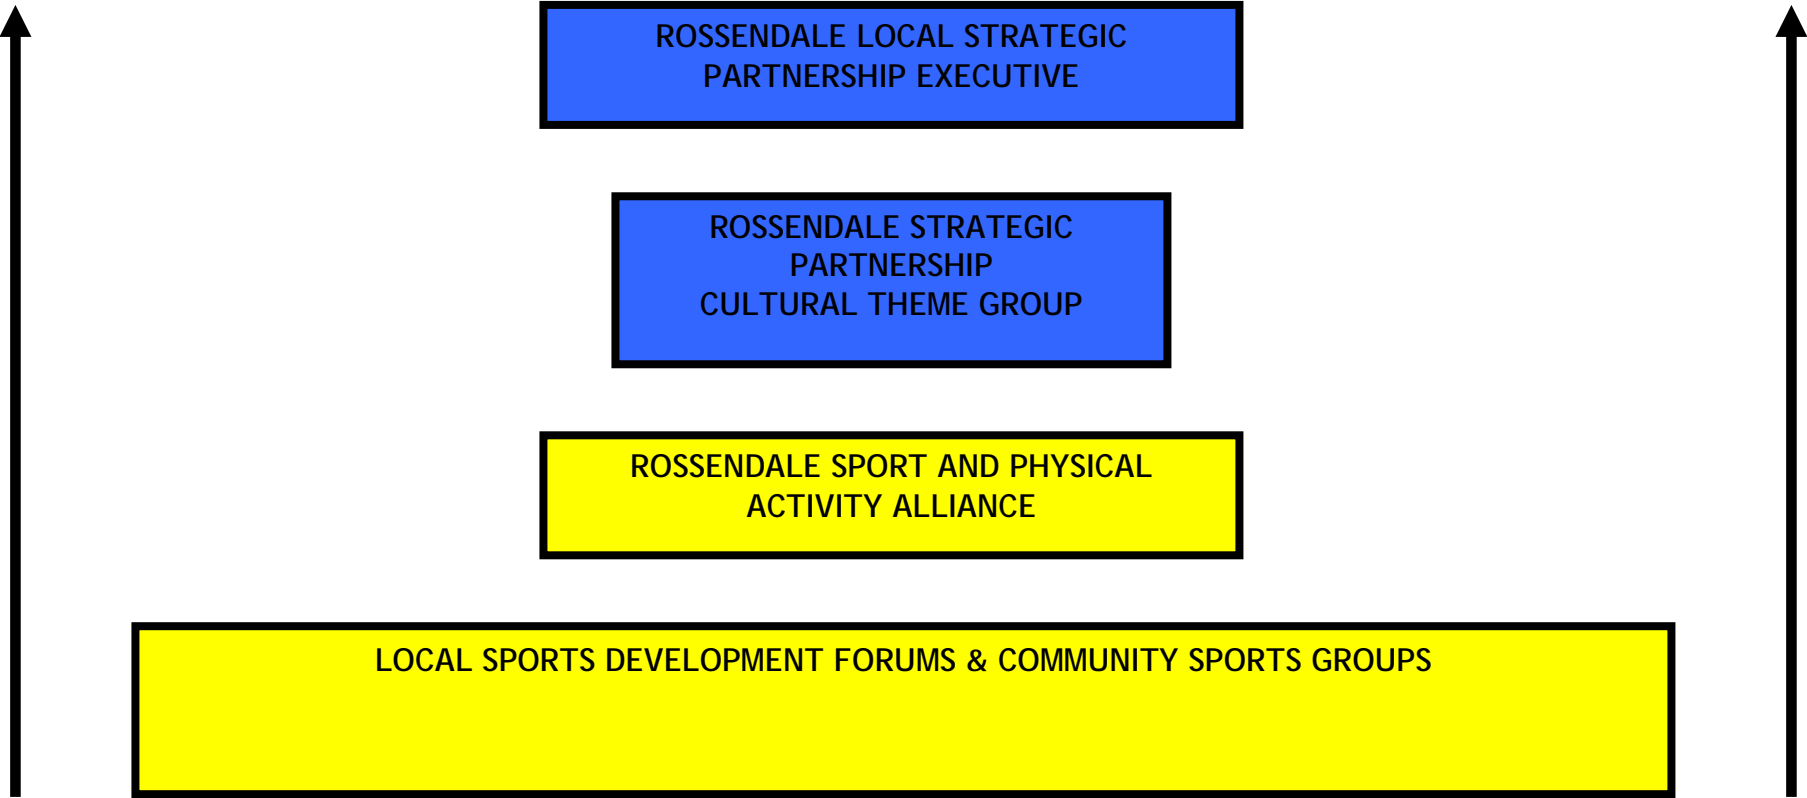 ROSSENDALE LOCAL STRATEGIC
PARTNERSHIP EXECUTIVE
ROSSENDALE STRATEGIC
PARTNERSHIP
CULTURAL THEME GROUP
ROSSENDALE SPORT AND PHYSICAL
ACTIVITY ALLIANCE
LOCAL SPORTS DEVELOPMENT FORUMS & COMMUNITY SPORTS GROUPS